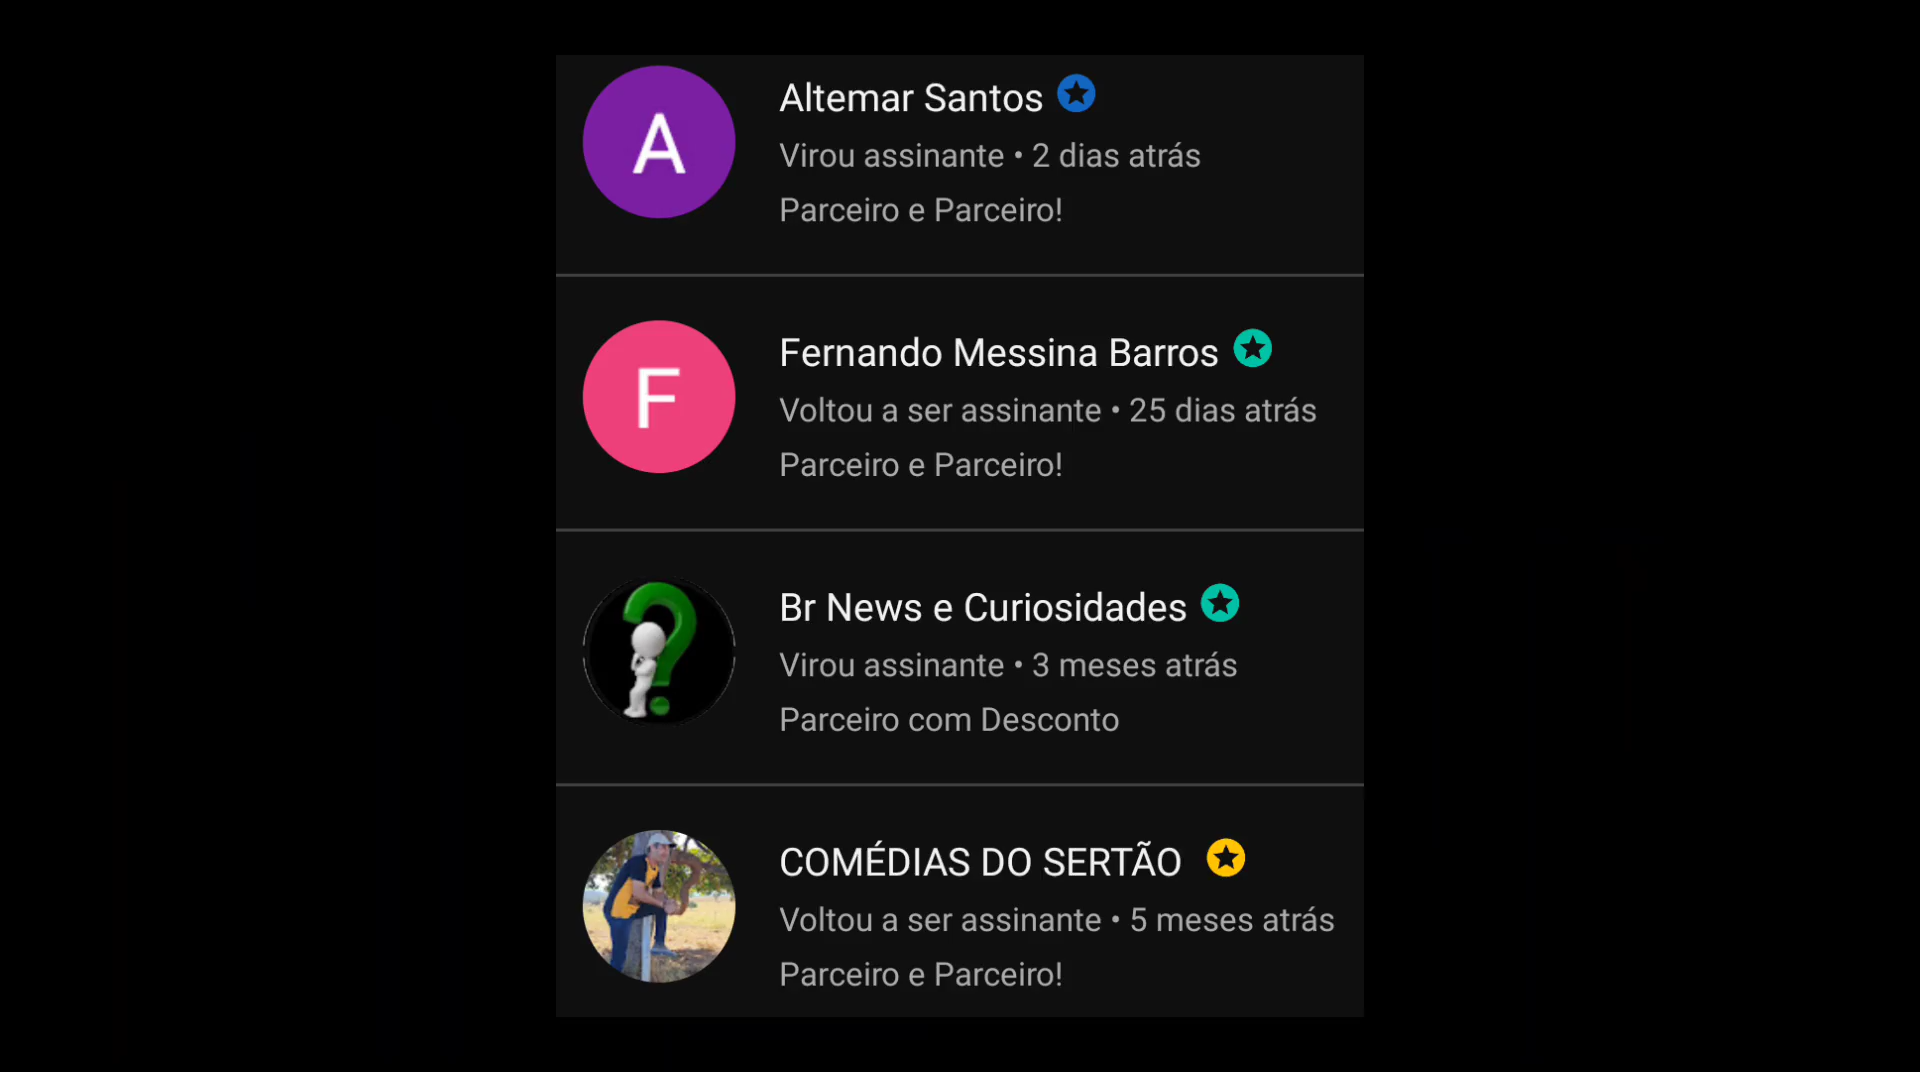 A
Altemar Santos
Virou assinante • 2 dias atrás
Parceiro e Parceiro!
F
Fernando Messina Barros
Voltou a ser assinante • 25 dias atrás
Parceiro e Parceiro!
Br News e Curiosidades
Virou assinante • 3 meses atrás
Parceiro com Desconto
COMÉDIAS DO SERTÃO
Voltou a ser assinante • 5 meses atrás
Parceiro e Parceiro!